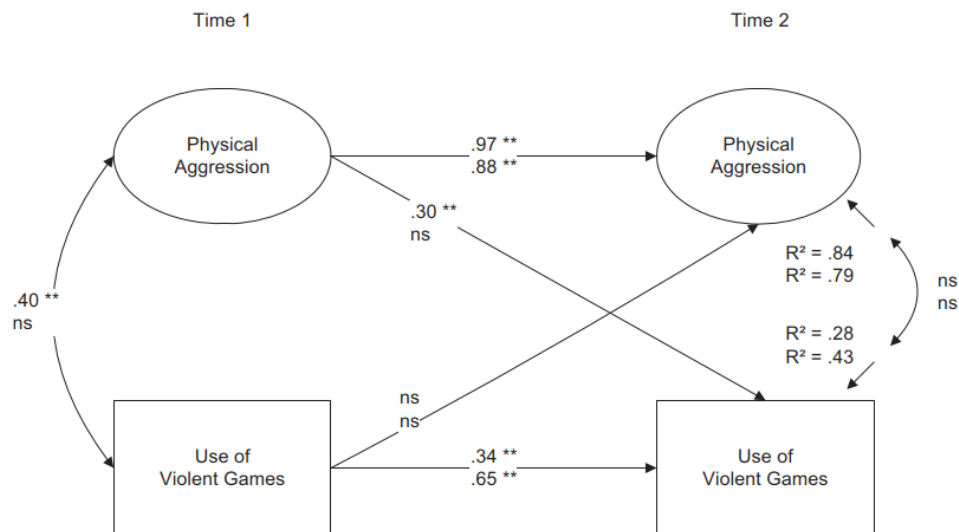 Time 1
Time 2
Physical
Aggression
.97 **
.88 **
Physical
Aggression
.30 **
ns
R² = .84
R² = .79
ns
ns
.40 **
ns
R² = .28
R² = .43
ns
ns
Use of
Violent Games
.34 **
.65 **
Use of
Violent Games